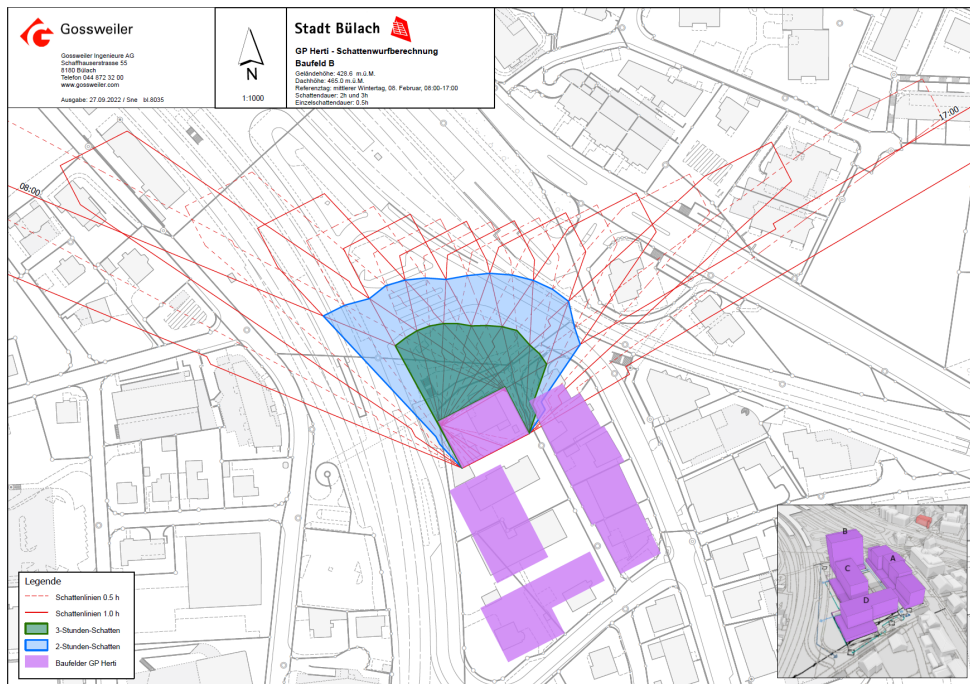 Gossweiler
Gossweiler Ingenieure AG
Schaffhauserstrasse 55
8180 Bülach
Telefon 044 872 32 00
www.gossweiler.com
Ausgabe: 27.09.2022 / Sne bl.8035
N
1:1000
Stadt Bülach
GP Herti - Schattenwurfberechnung
Baufeld B
Geländehöhe: 428.6 m.ü.M.
Dachhöhe: 465.0 m.ü.M.
Referenztag: mittlerer Wintertag, 08. Februar, 08:00-17:00
Schattendauer: 2h und 3h
Einzelschattendauer: 0.5h
17:00
08:00
Legende
Schattenlinien 0.5 h
Schattenlinien 1.0 h
3-Stunden-Schatten
2-Stunden-Schatten
Baufelder GP Herti
B
A
C
D